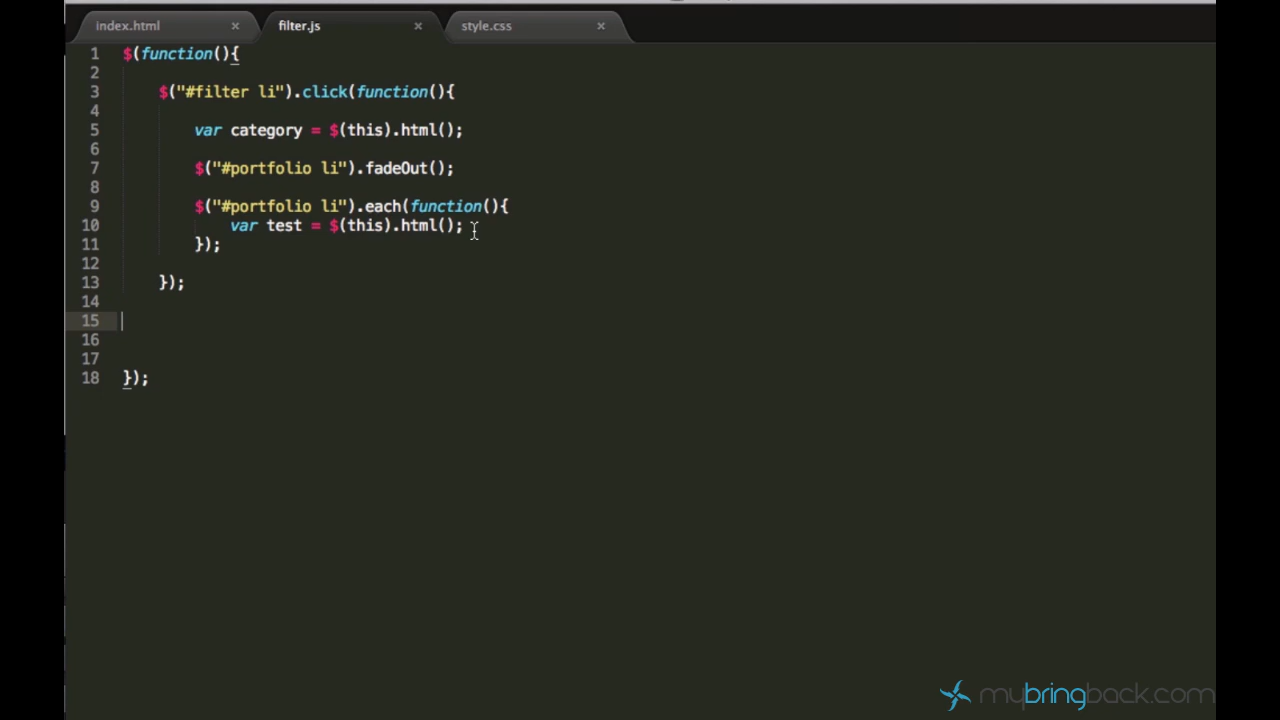 index.html × filter.js × style.css ×
1 $(function(){
2
3 $("#filter li").click(function(){
4
5 var category = $(this).html();
6
7 $("#portfolio li").fadeOut();
8
9 $("#portfolio li").each(function(){
10 var test = $(this).html();
11 });
12
13 });
14
15
16
17
18 });
mybringback.com